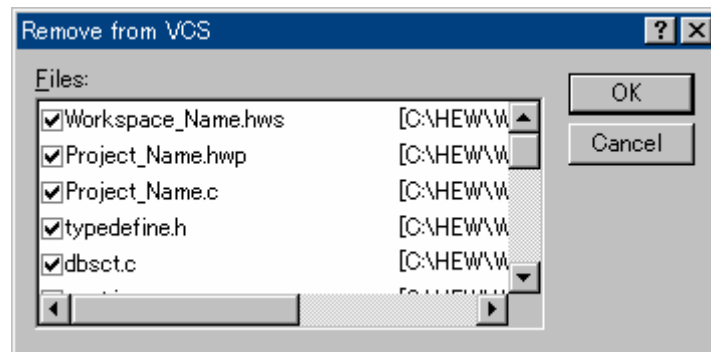 Remove from VCS
Files:
Workspace_Name.hws [C:\HEW\W
Project_Name.hwp [C:\HEW\W
Project_Name.c [C:\HEW\W
typedefine.h [C:\HEW\W
dbsct.c [C:\HEW\W
OK
Cancel